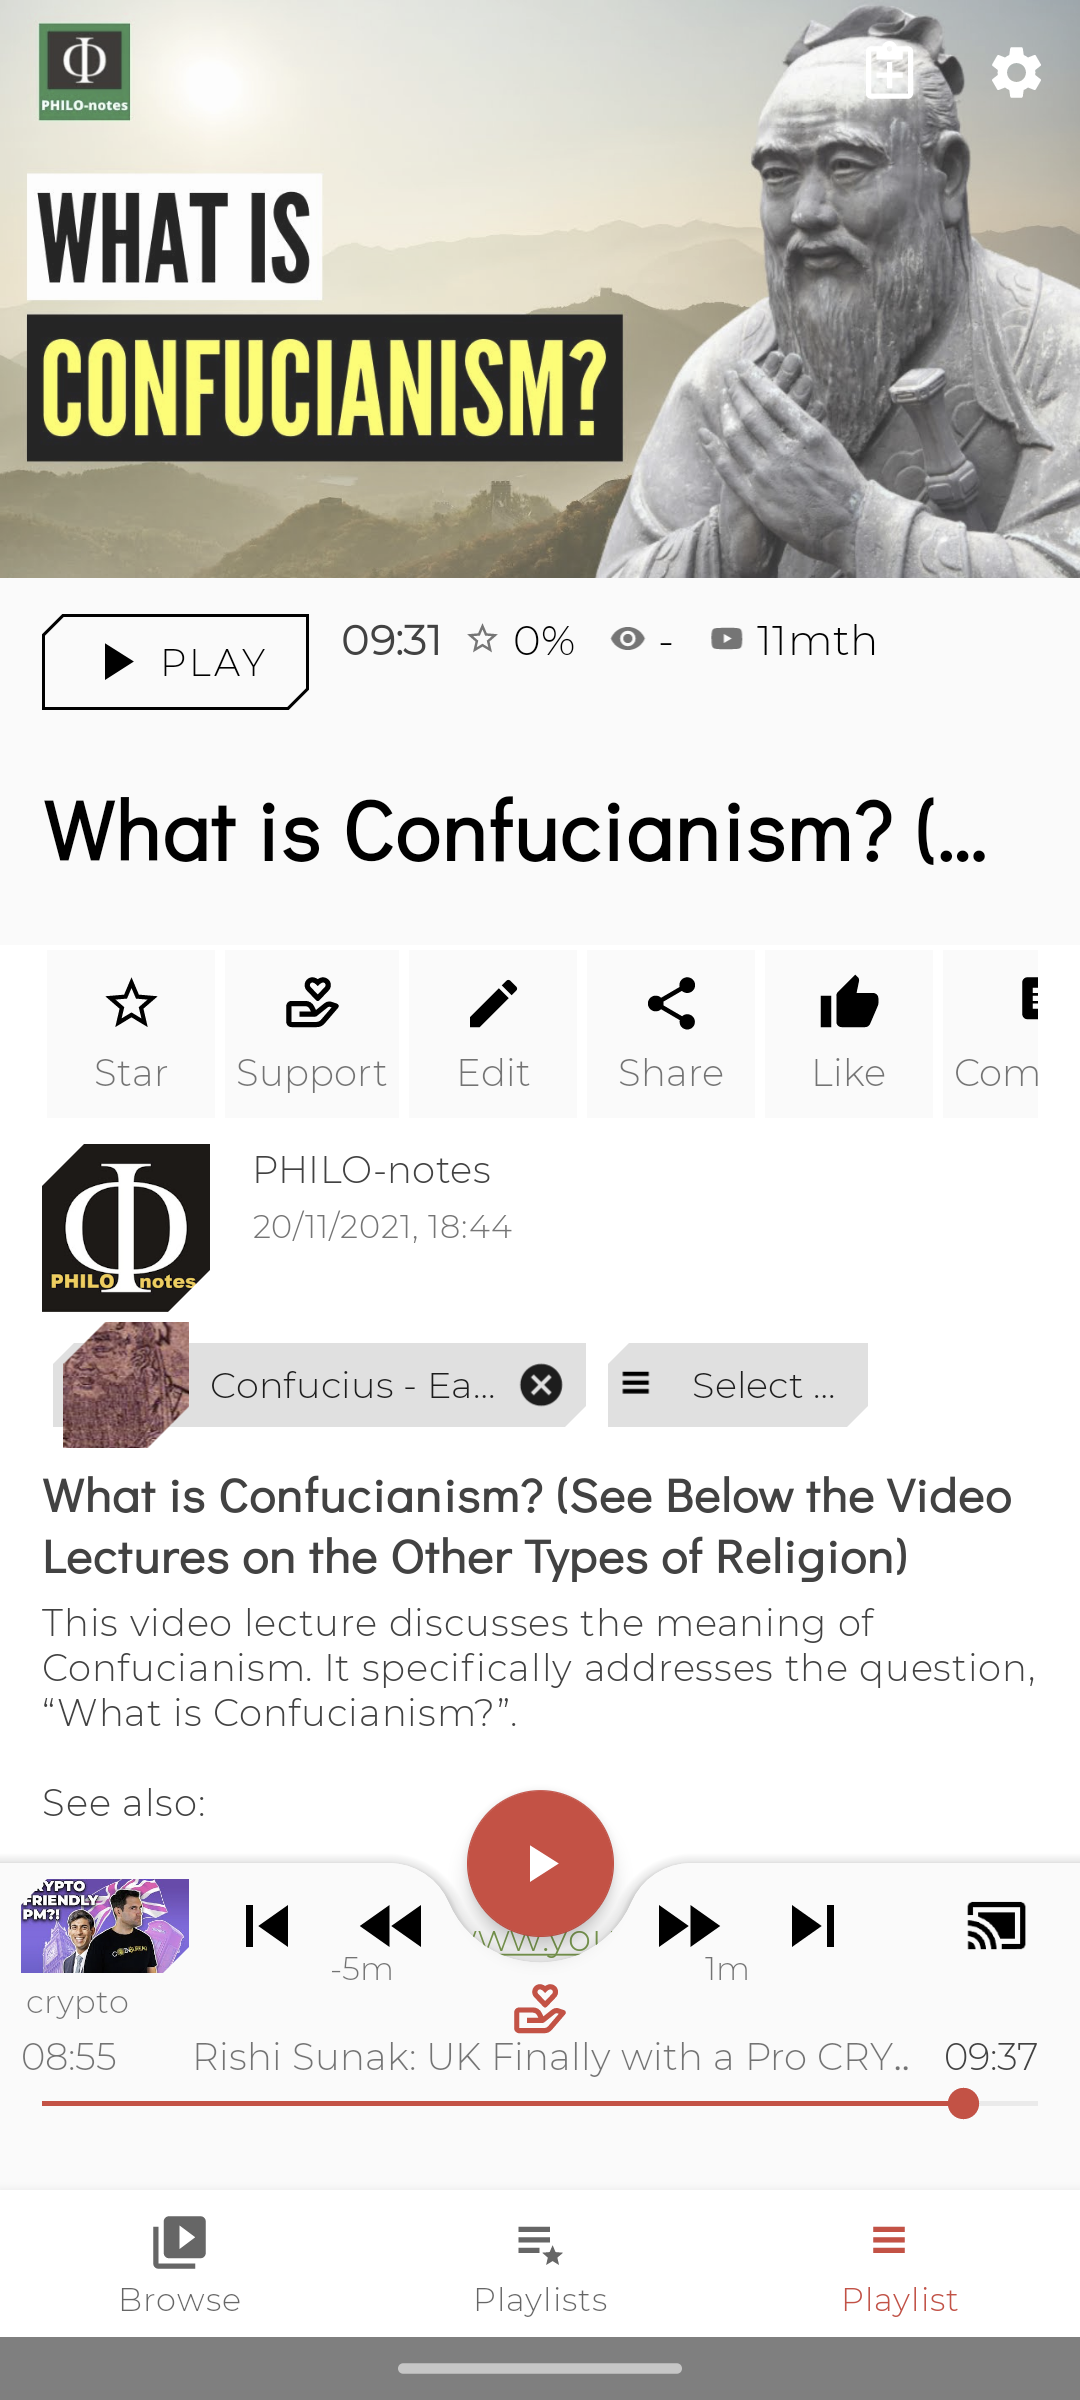 PHILO-notes
WHAT IS
CONFUCIANISM?
PLAY
09:31
0%
-
11mth
What is Confucianism? (...
Star
Support
Edit
Share
Like
Com
PHILO-notes
20/11/2021, 18:44
PHILO notes
Confucius - Ea...
Select ...
What is Confucianism? (See Below the Video
Lectures on the Other Types of Religion)
This video lecture discusses the meaning of
Confucianism. It specifically addresses the question,
“What is Confucianism?”.
See also:
www.you
RYPTO
FRIENDLY
PM?!
-5m
1m
crypto
08:55
Rishi Sunak: UK Finally with a Pro CRY..
09:37
Browse
Playlists
Playlist